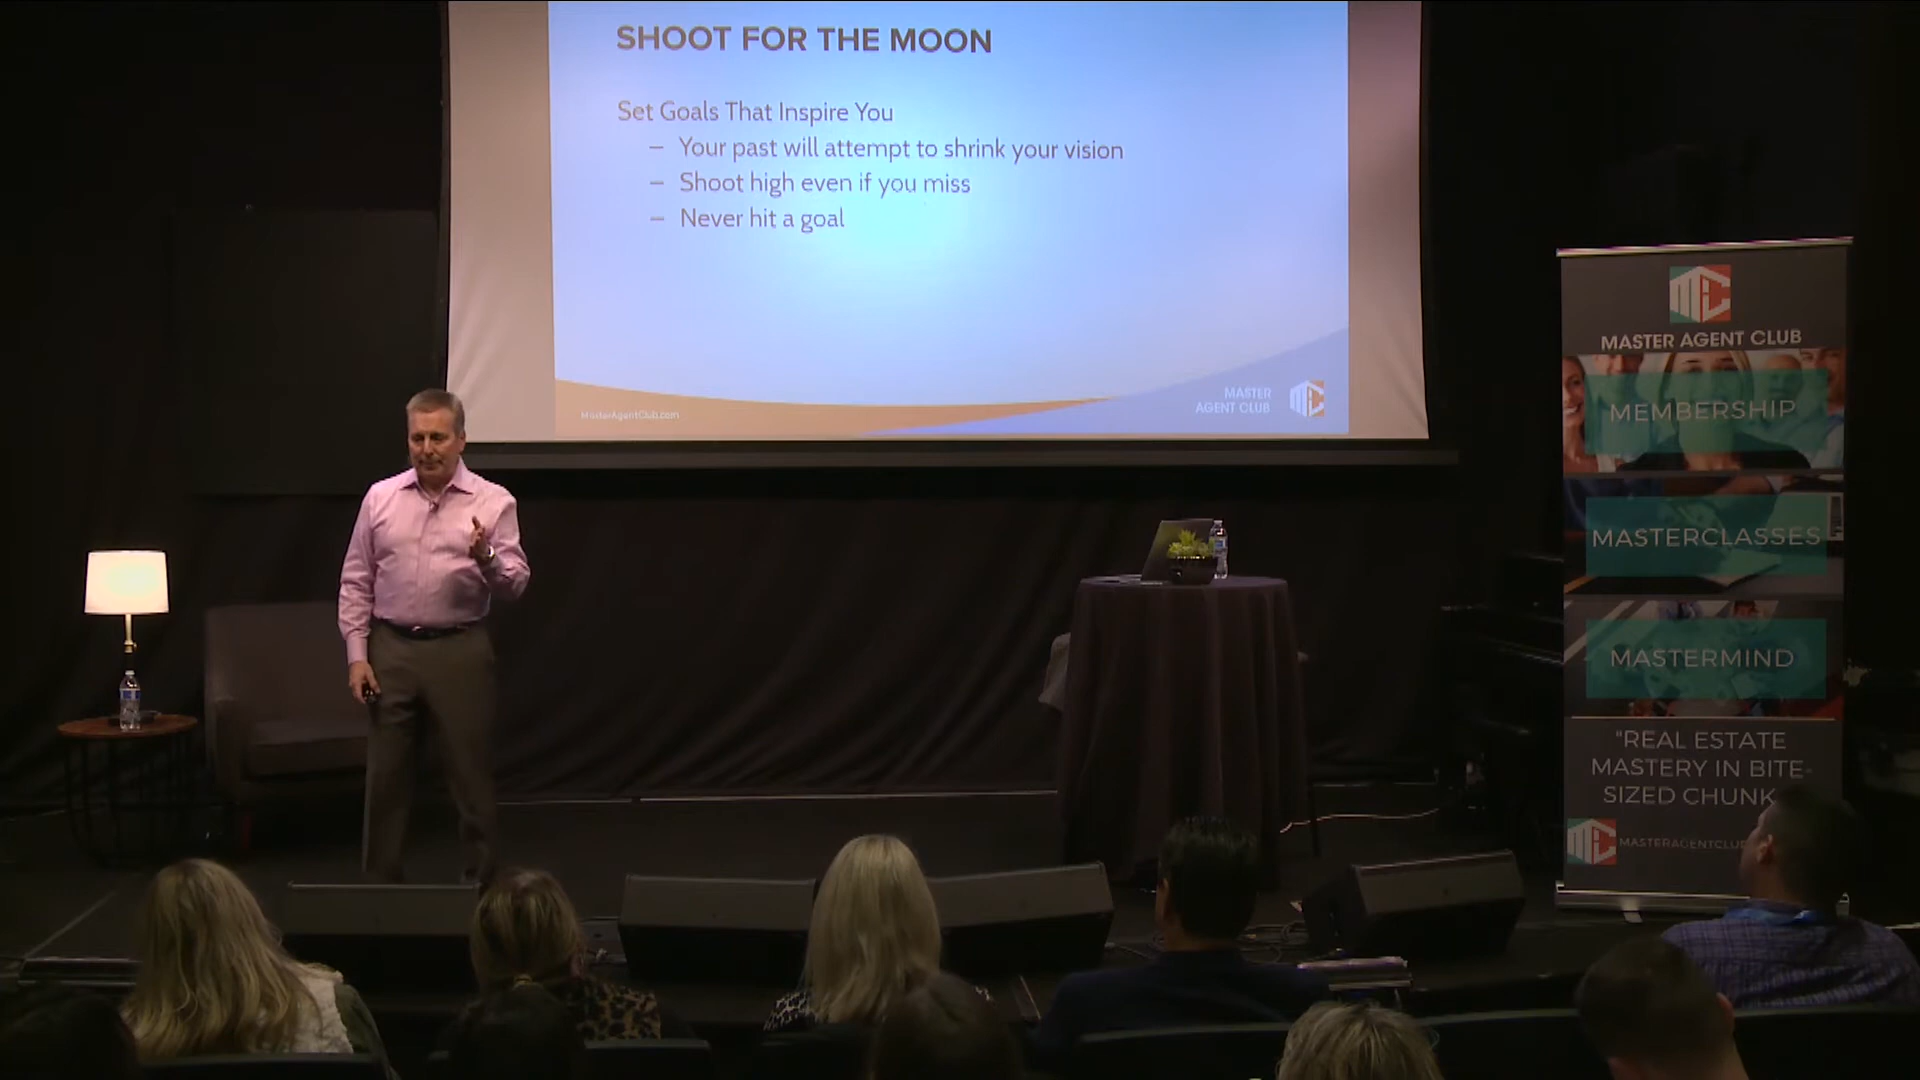 SHOOT FOR THE MOON
Set Goals That Inspire You
– Your past will attempt to shrink your vision
– Shoot high even if you miss
– Never hit a goal
MasterAgentClub.com
MASTER
AGENT CLUB
MASTER AGENT CLUB
MEMBERSHIP
MASTERCLASSES
MASTERMIND
"REAL ESTATE
MASTERY IN BITE-
SIZED CHUNK
MASTERAGENTCLUB